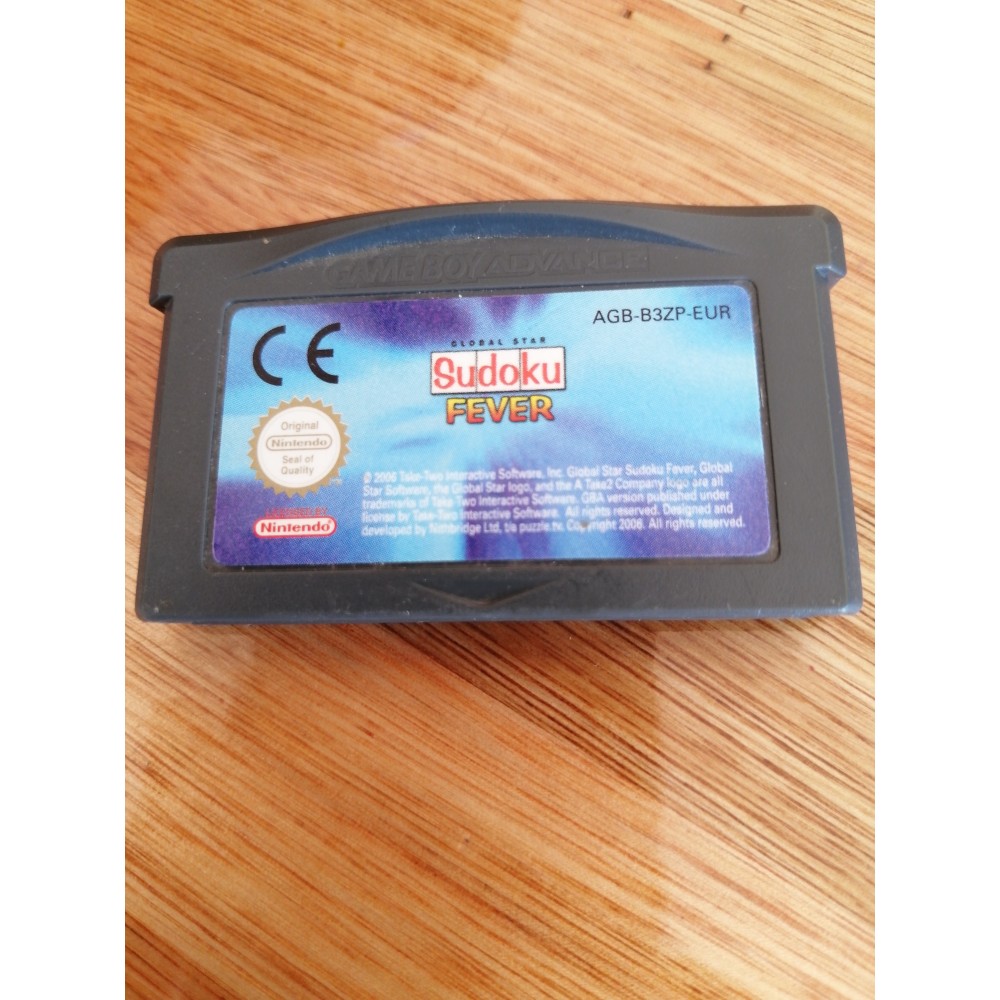 GAME BOY ADVANCE
AGB-B3ZP-EUR
CE
GLOBAL STAR
Sudoku
FEVER
Original
Nintendo
Seal of
Quality
LICENSED BY
Nintendo
© 2006 Take-Two Interactive Software, Inc. Global Star Sudoku Fever, Global
Star Software, the Global Star logo, and the A Take2 Company logo are all
trademarks of Take Two Interactive Software. GBA version published under
license by Take-Two Interactive Software. All rights reserved. Designed and
developed by Ltd, t/a puzzle.tv. Copyright 2006. All rights reserved.